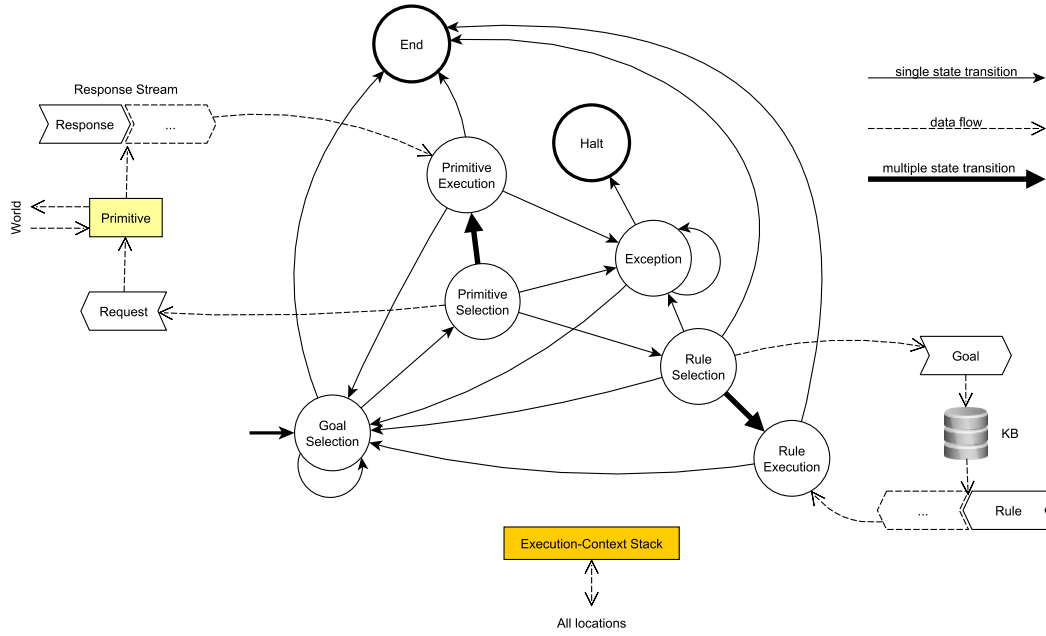 End
Response Stream
Response
...
single state transition
data flow
multiple state transition
Halt
Primitive
Execution
World
Primitive
Exception
Primitive
Selection
Request
Rule
Selection
Goal
Goal
Selection
KB
Rule
Execution
...
Rule
Execution-Context Stack
All locations